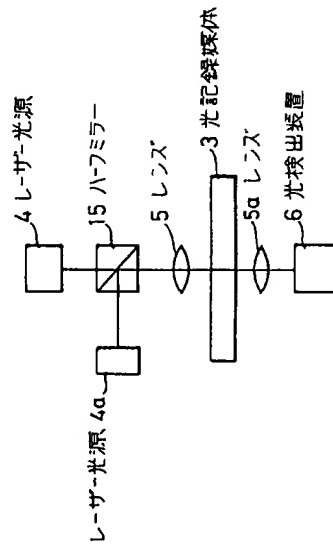 4 レーザー光源
15 ハーフミラー
レーザー光源 4a
5 レンズ
3 光記録媒体
5a レンズ
6 光検出装置